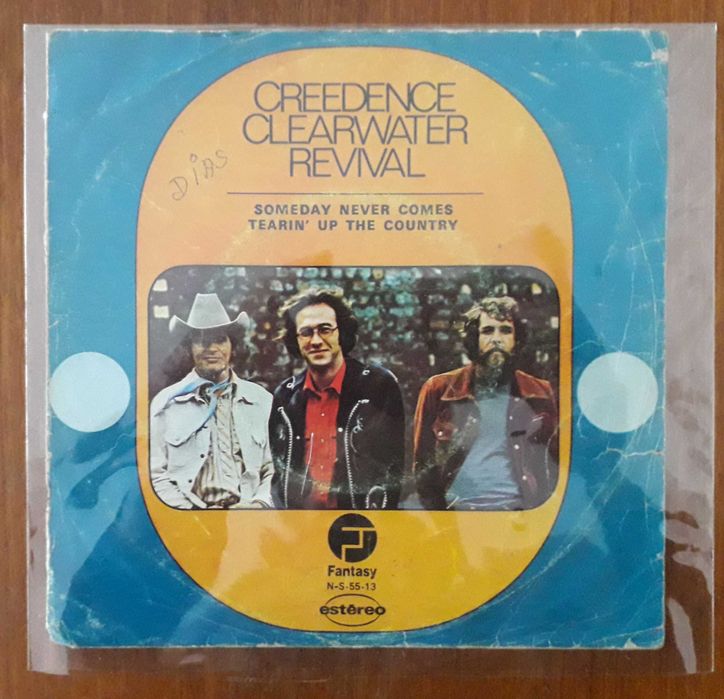 CREEDENCE
CLEARWATER
REVIVAL
DiAS
SOMEDAY NEVER COMES
TEARIN' UP THE COUNTRY
F
Fantasy
N-S-55-13
estéreo